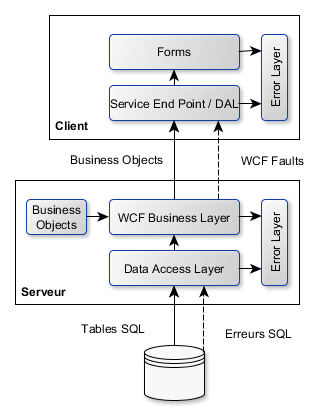 Forms
Error Layer
Service End Point / DAL
Client
Business Objects
WCF Faults
Business
Objects
WCF Business Layer
Error Layer
Data Access Layer
Serveur
Tables SQL
Erreurs SQL